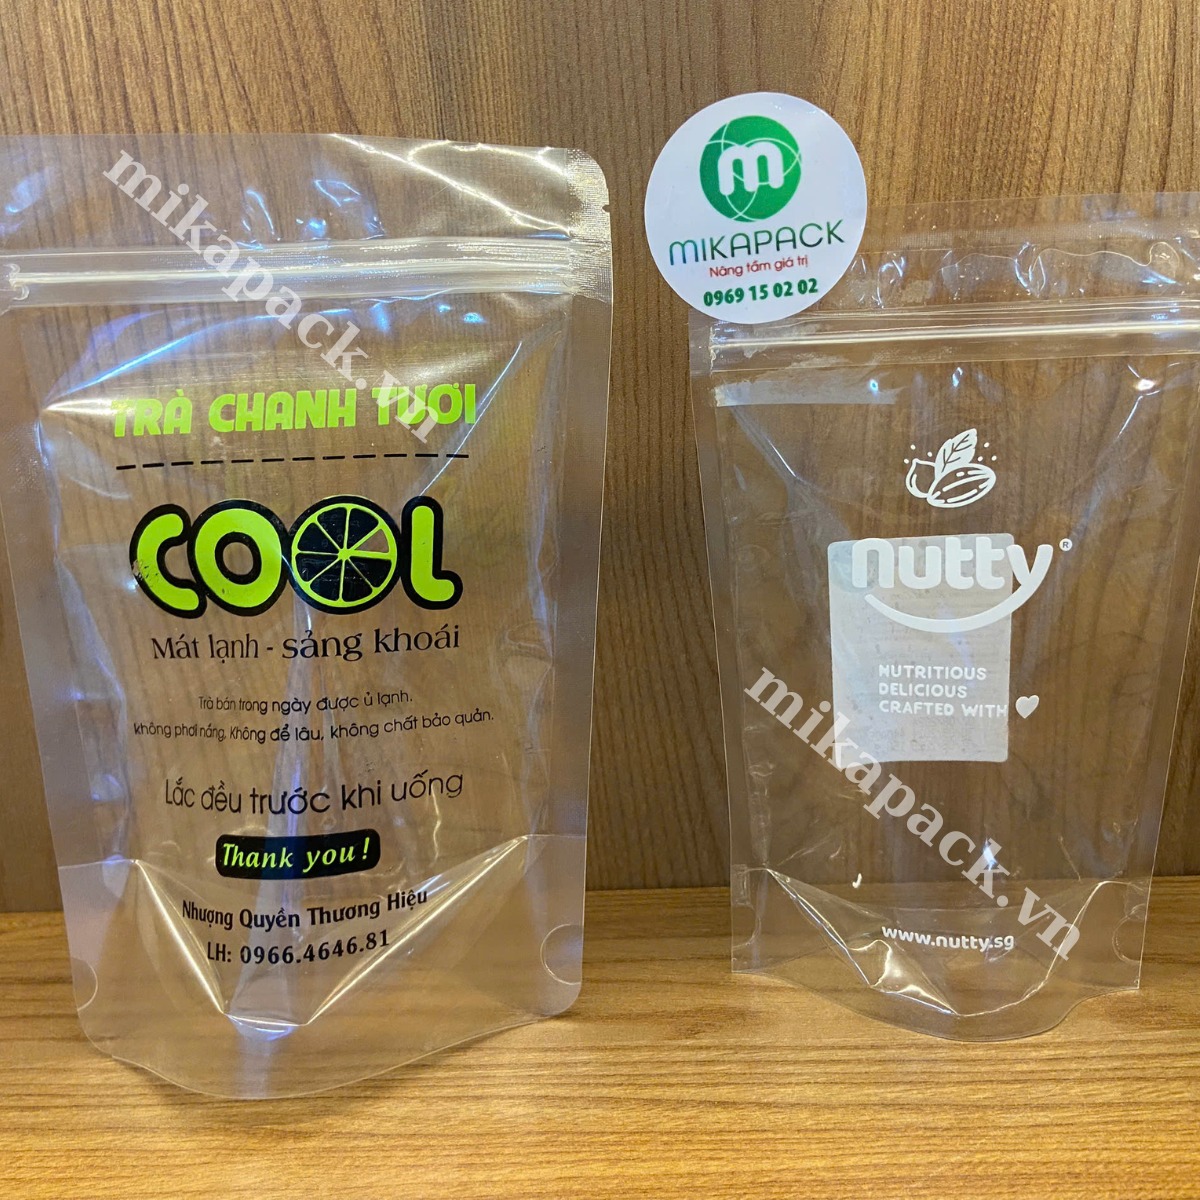 mikapack.vn
TRÀ CHANH TƯƠI
COOL
Mát lạnh - sảng khoái
Trà bán trong ngày được ủ lạnh.
không phơi nắng, Không để lâu, không chất bảo quản.
Lắc đều trước khi uống
Thank you!
Nhượng Quyền Thương Hiệu
LH: 0966.4646.81
m
MIKAPACK
Nâng tầm giá trị
0969 15 02 02
nutty®
NUTRITIOUS
DELICIOUS
CRAFTED WITH
www.nutty.sg
mikapack.vn